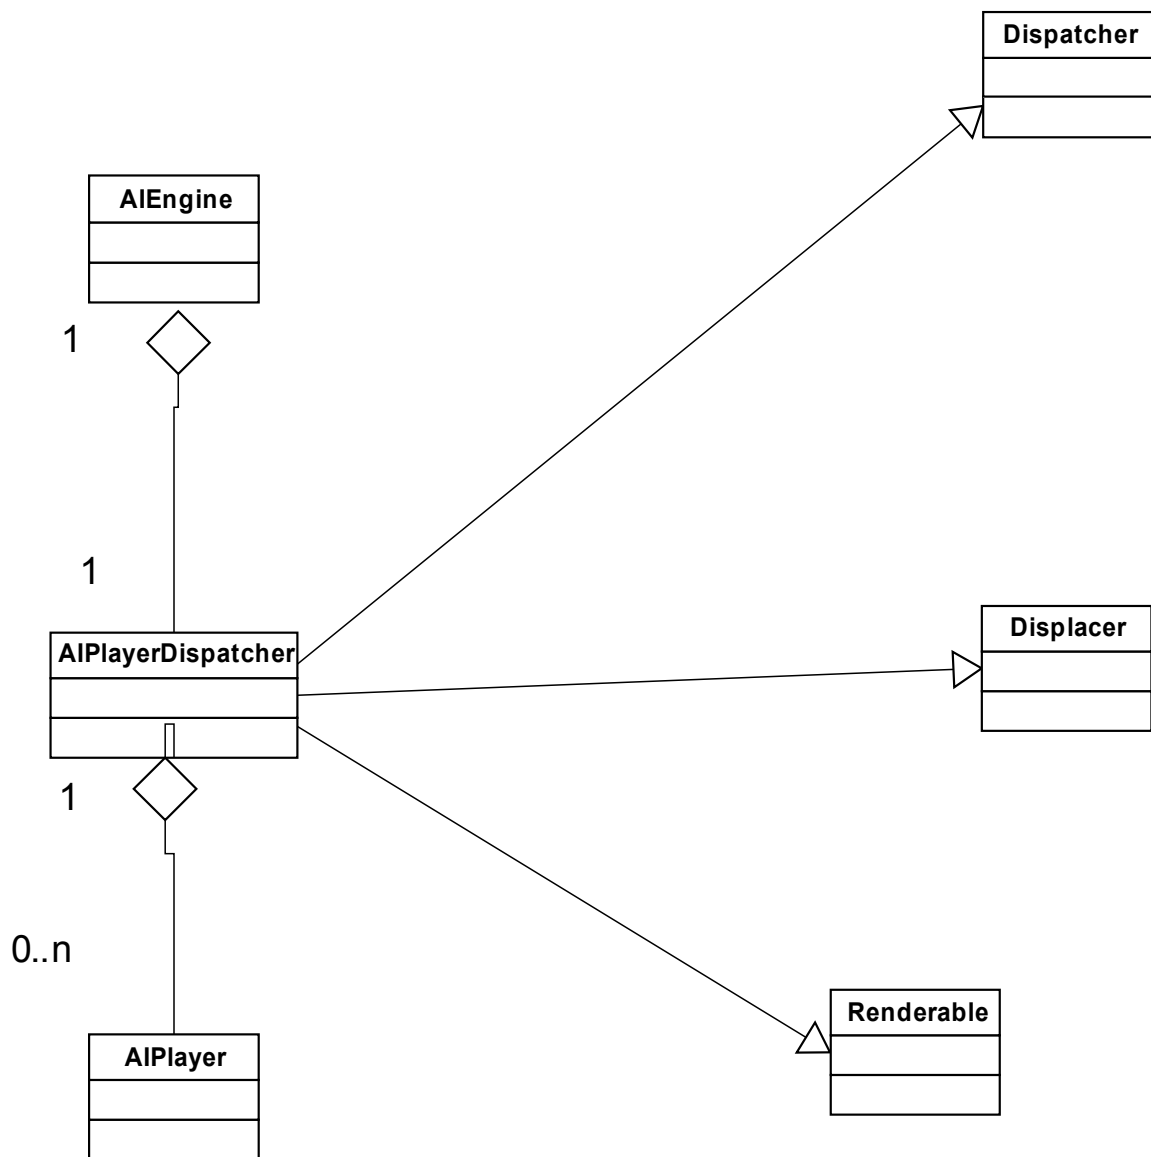 Dispatcher
AIEngine
1
1
AIPlayerDispatcher
Displacer
1
0..n
Renderable
AIPlayer